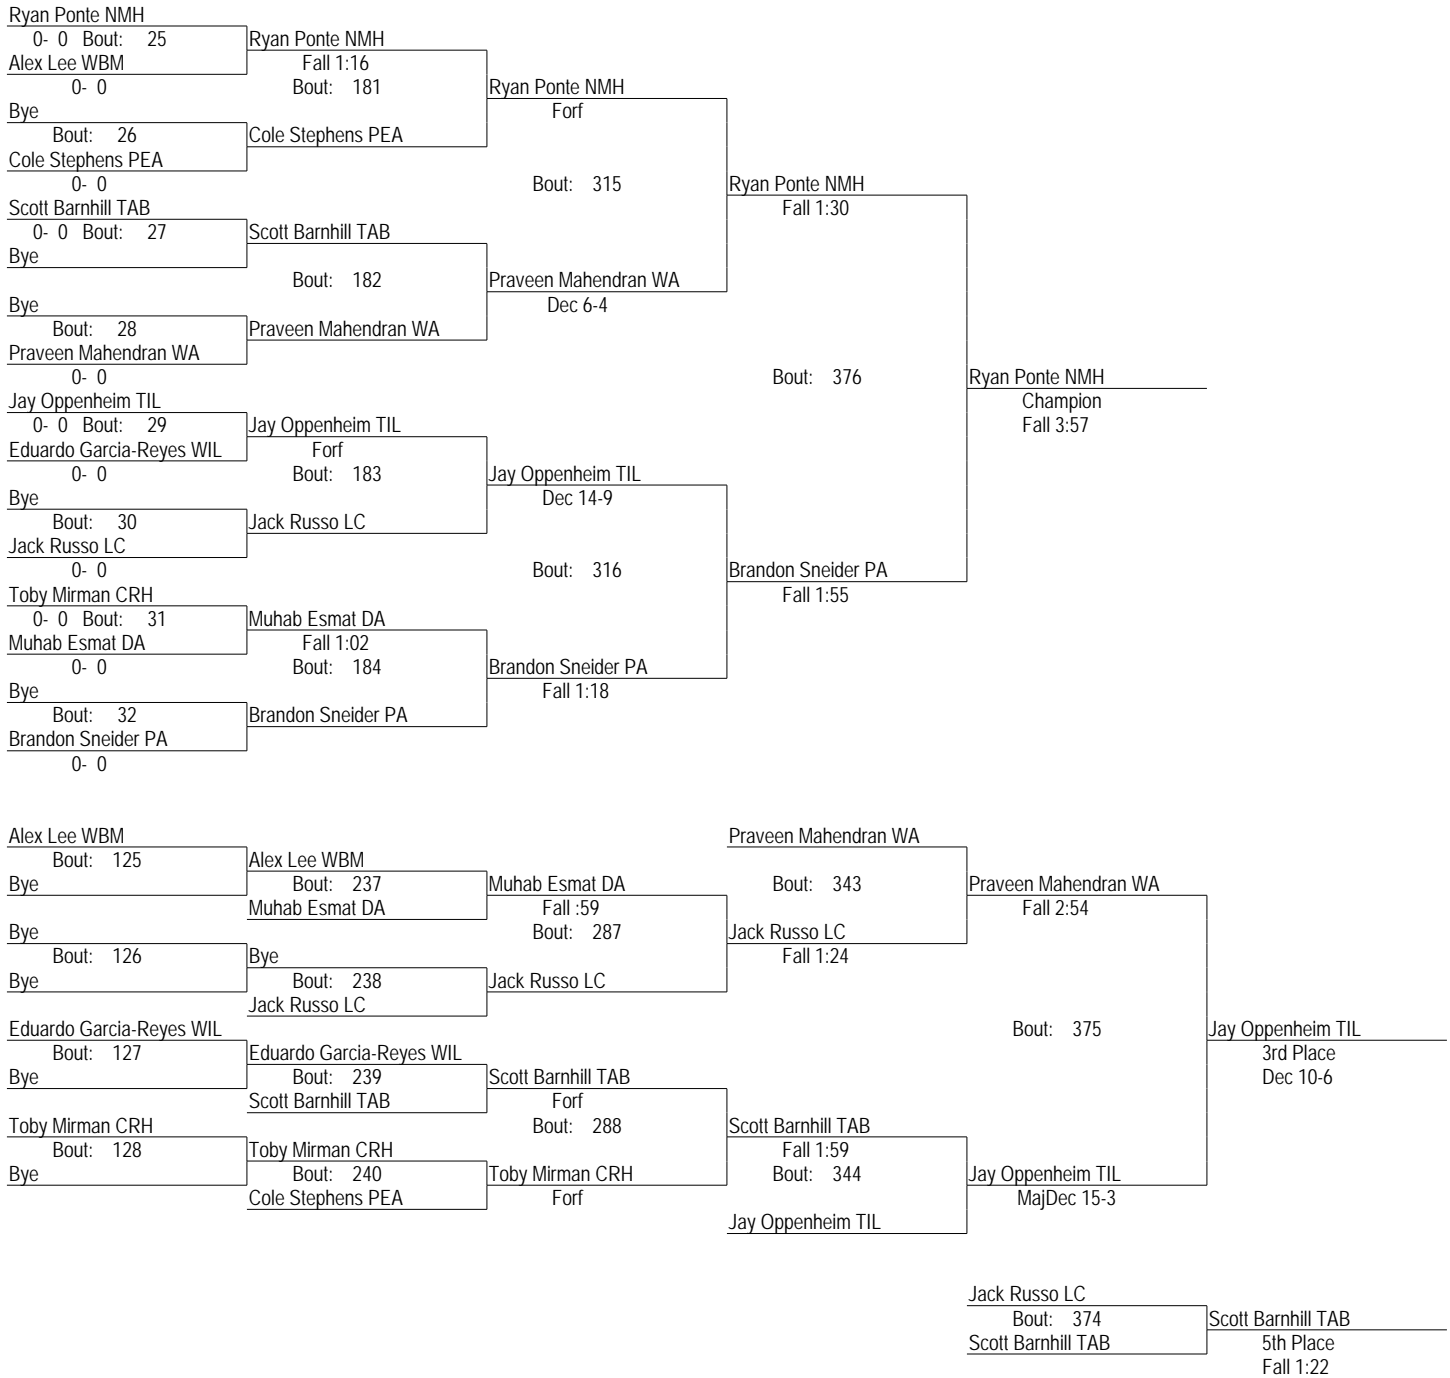 Ryan Ponte NMH
0- 0 Bout: 25 Ryan Ponte NMH
Alex Lee WBM Fall 1:16
0- 0 Bout: 181 Ryan Ponte NMH
Bye Forf
Bout: 26 Cole Stephens PEA
Cole Stephens PEA
0- 0 Bout: 315 Ryan Ponte NMH
Scott Barnhill TAB Fall 1:30
0- 0 Bout: 27 Scott Barnhill TAB
Bye
Bout: 182 Praveen Mahendran WA
Bye Dec 6-4
Bout: 28 Praveen Mahendran WA
Praveen Mahendran WA
0- 0 Bout: 376 Ryan Ponte NMH
Jay Oppenheim TIL Champion
0- 0 Bout: 29 Jay Oppenheim TIL Fall 3:57
Eduardo Garcia-Reyes WIL Forf
0- 0 Bout: 183 Jay Oppenheim TIL
Bye Dec 14-9
Bout: 30 Jack Russo LC
Jack Russo LC
0- 0 Bout: 316 Brandon Sneider PA
Toby Mirman CRH Fall 1:55
0- 0 Bout: 31 Muhab Esmat DA
Muhab Esmat DA Fall 1:02
0- 0 Bout: 184 Brandon Sneider PA
Bye Fall 1:18
Bout: 32 Brandon Sneider PA
Brandon Sneider PA
0- 0
Alex Lee WBM Praveen Mahendran WA
Bout: 125 Alex Lee WBM
Bye Bout: 237 Muhab Esmat DA Bout: 343 Praveen Mahendran WA
Muhab Esmat DA Fall :59 Fall 2:54
Bye Bout: 287 Jack Russo LC
Bout: 126 Bye Fall 1:24
Bye Bout: 238 Jack Russo LC
Jack Russo LC
Eduardo Garcia-Reyes WIL Bout: 375 Jay Oppenheim TIL
Bout: 127 Eduardo Garcia-Reyes WIL 3rd Place
Bye Bout: 239 Scott Barnhill TAB Dec 10-6
Scott Barnhill TAB Forf
Toby Mirman CRH Bout: 288 Scott Barnhill TAB
Bout: 128 Toby Mirman CRH Fall 1:59
Bye Bout: 240 Toby Mirman CRH Bout: 344 Jay Oppenheim TIL
Cole Stephens PEA Forf MajDec 15-3
Jay Oppenheim TIL
Jack Russo LC
Bout: 374 Scott Barnhill TAB
Scott Barnhill TAB 5th Place
Fall 1:22